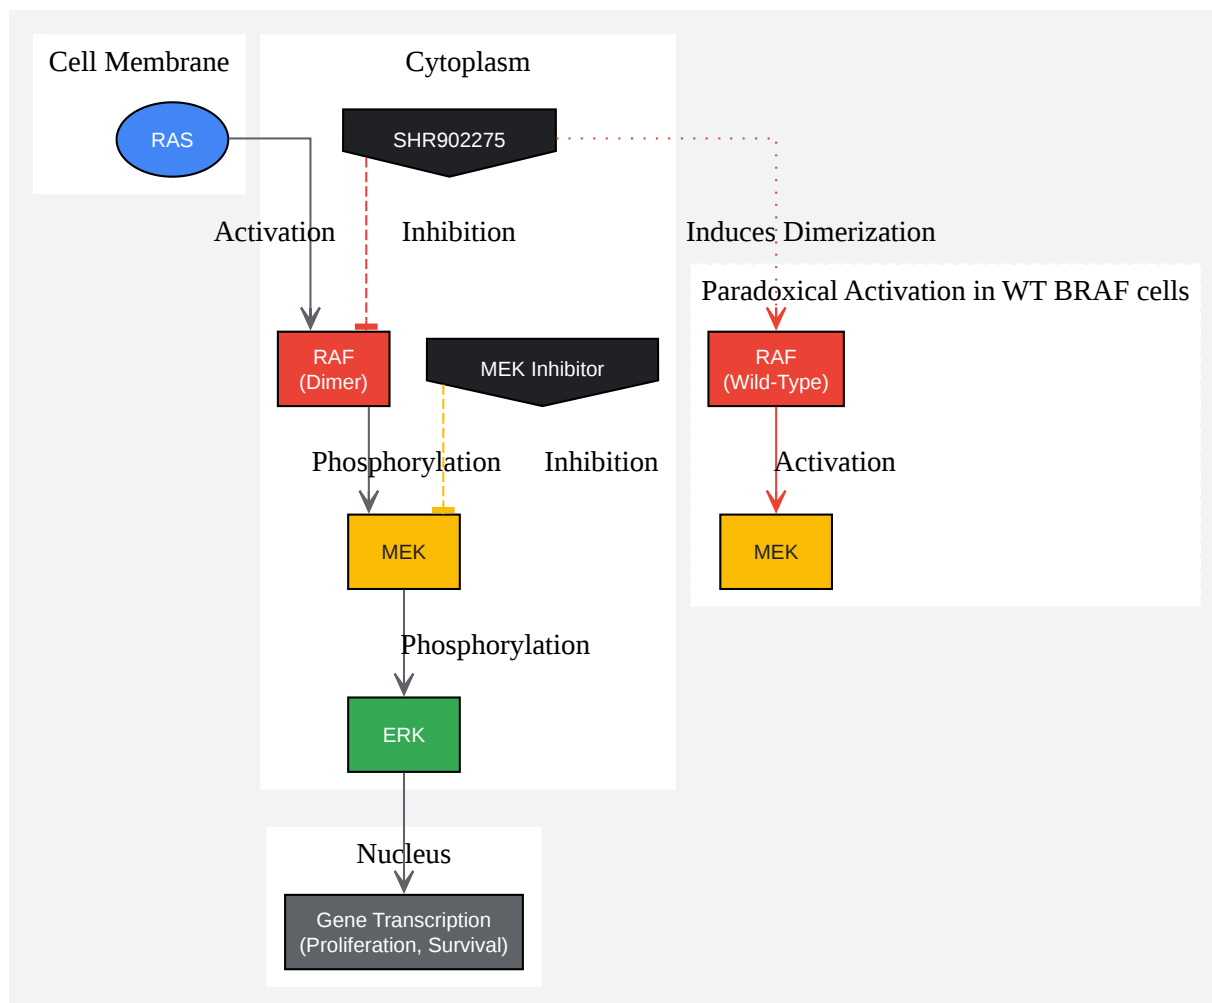 Cell Membrane
Cytoplasm
RAS
SHR902275
Activation
Inhibition
Induces Dimerization
Paradoxical Activation in WT BRAF cells
RAF
(Dimer)
MEK Inhibitor
RAF
(Wild-Type)
Phosphorylation
Inhibition
Activation
MEK
MEK
Phosphorylation
ERK
Nucleus
Gene Transcription
(Proliferation, Survival)